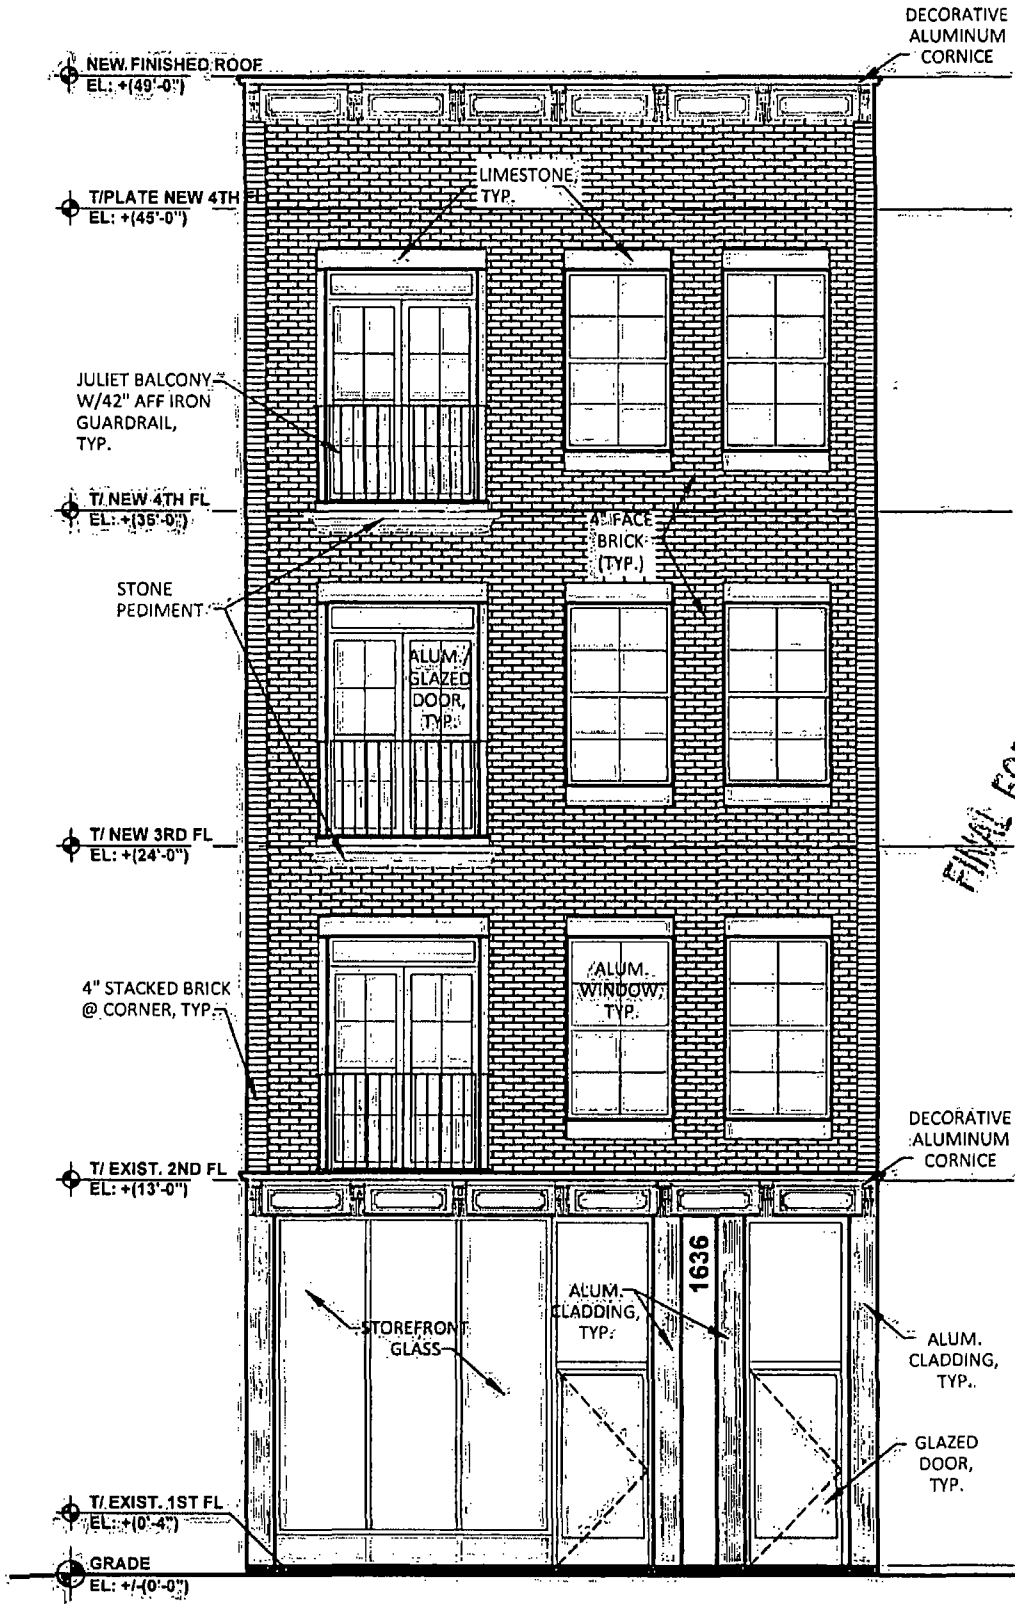 DECORATIVE
ALUMINUM
CORNICE
NEW FINISHED ROOF
EL: +(49'-0")
LIMESTONE,
TYP.
T/PLATE NEW 4TH FL
EL: +(45'-0")
JULIET BALCONY
W/42" AFF IRON
GUARDRAIL,
TYP.
T/ NEW 4TH FL
EL: +(35'-0")
4" FACE
BRICK
(TYP.)
STONE
PEDIMENT
ALUM./
GLAZED
DOOR,
TYP.
FINAL FOR
T/ NEW 3RD FL
EL: +(24'-0")
4" STACKED BRICK
@ CORNER, TYP.
ALUM.
WINDOW,
TYP.
DECORATIVE
ALUMINUM
CORNICE
T/ EXIST. 2ND FL
EL: +(13'-0")
1636
ALUM.
CLADDING,
TYP.
STOREFRONT
GLASS
ALUM.
CLADDING,
TYP.
GLAZED
DOOR,
TYP.
T/ EXIST. 1ST FL
EL: +(0'-4")
GRADE
EL: +/-(0'-0")